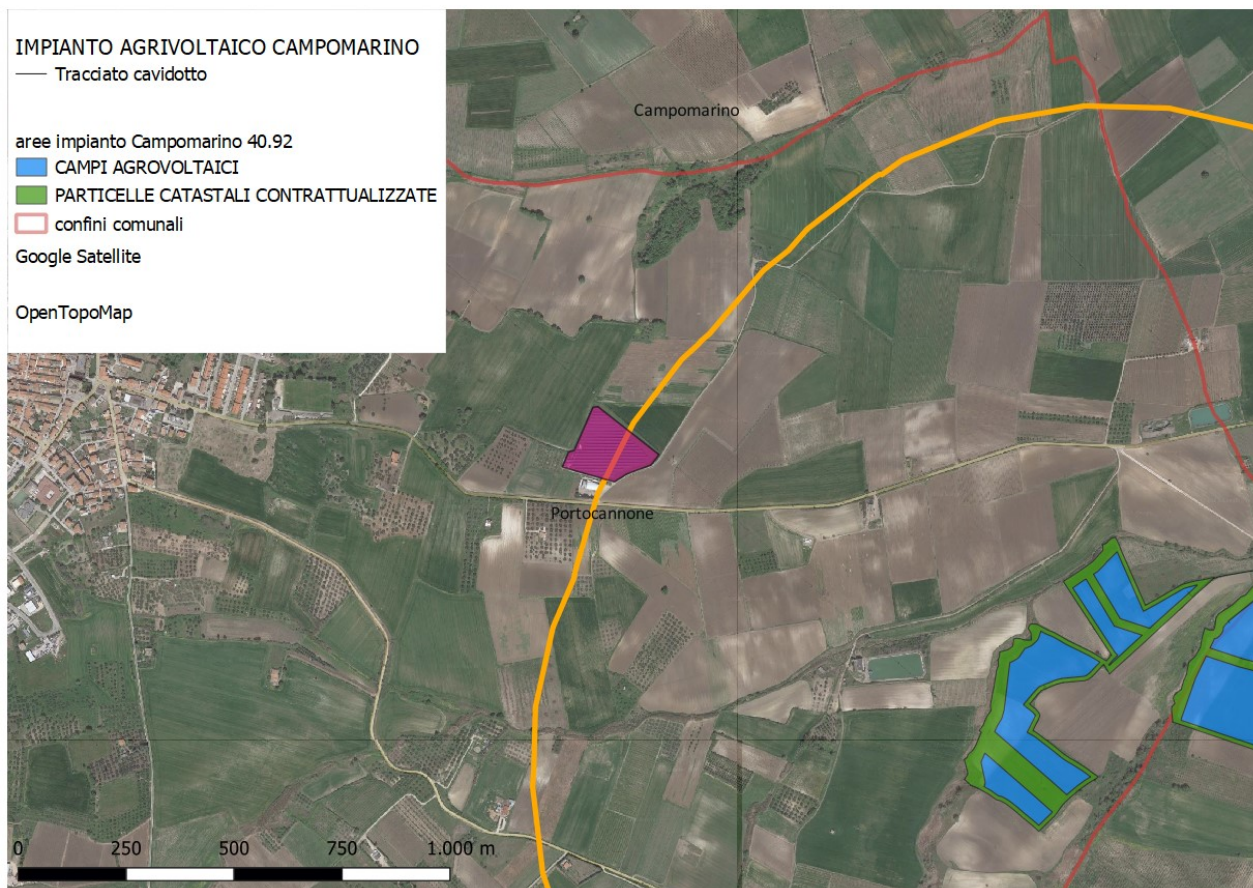 IMPIANTO AGRIVOLTAICO CAMPOMARINO
Tracciato cavidotto
aree impianto Campomarino 40.92
CAMPI AGROVOLTAICI
PARTICELLE CATASTALI CONTRATTUALIZZATE
confini comunali
Google Satellite
OpenTopoMap
Campomarino
Portocannone
0 250 500 750 1.000 m